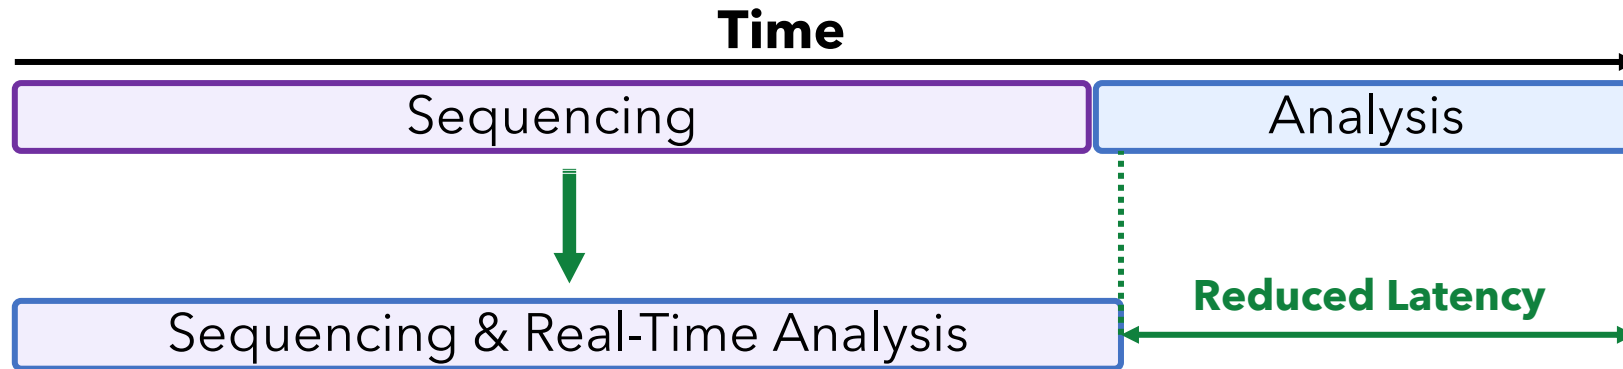 Time
Sequencing
Analysis
Reduced Latency
Sequencing & Real-Time Analysis